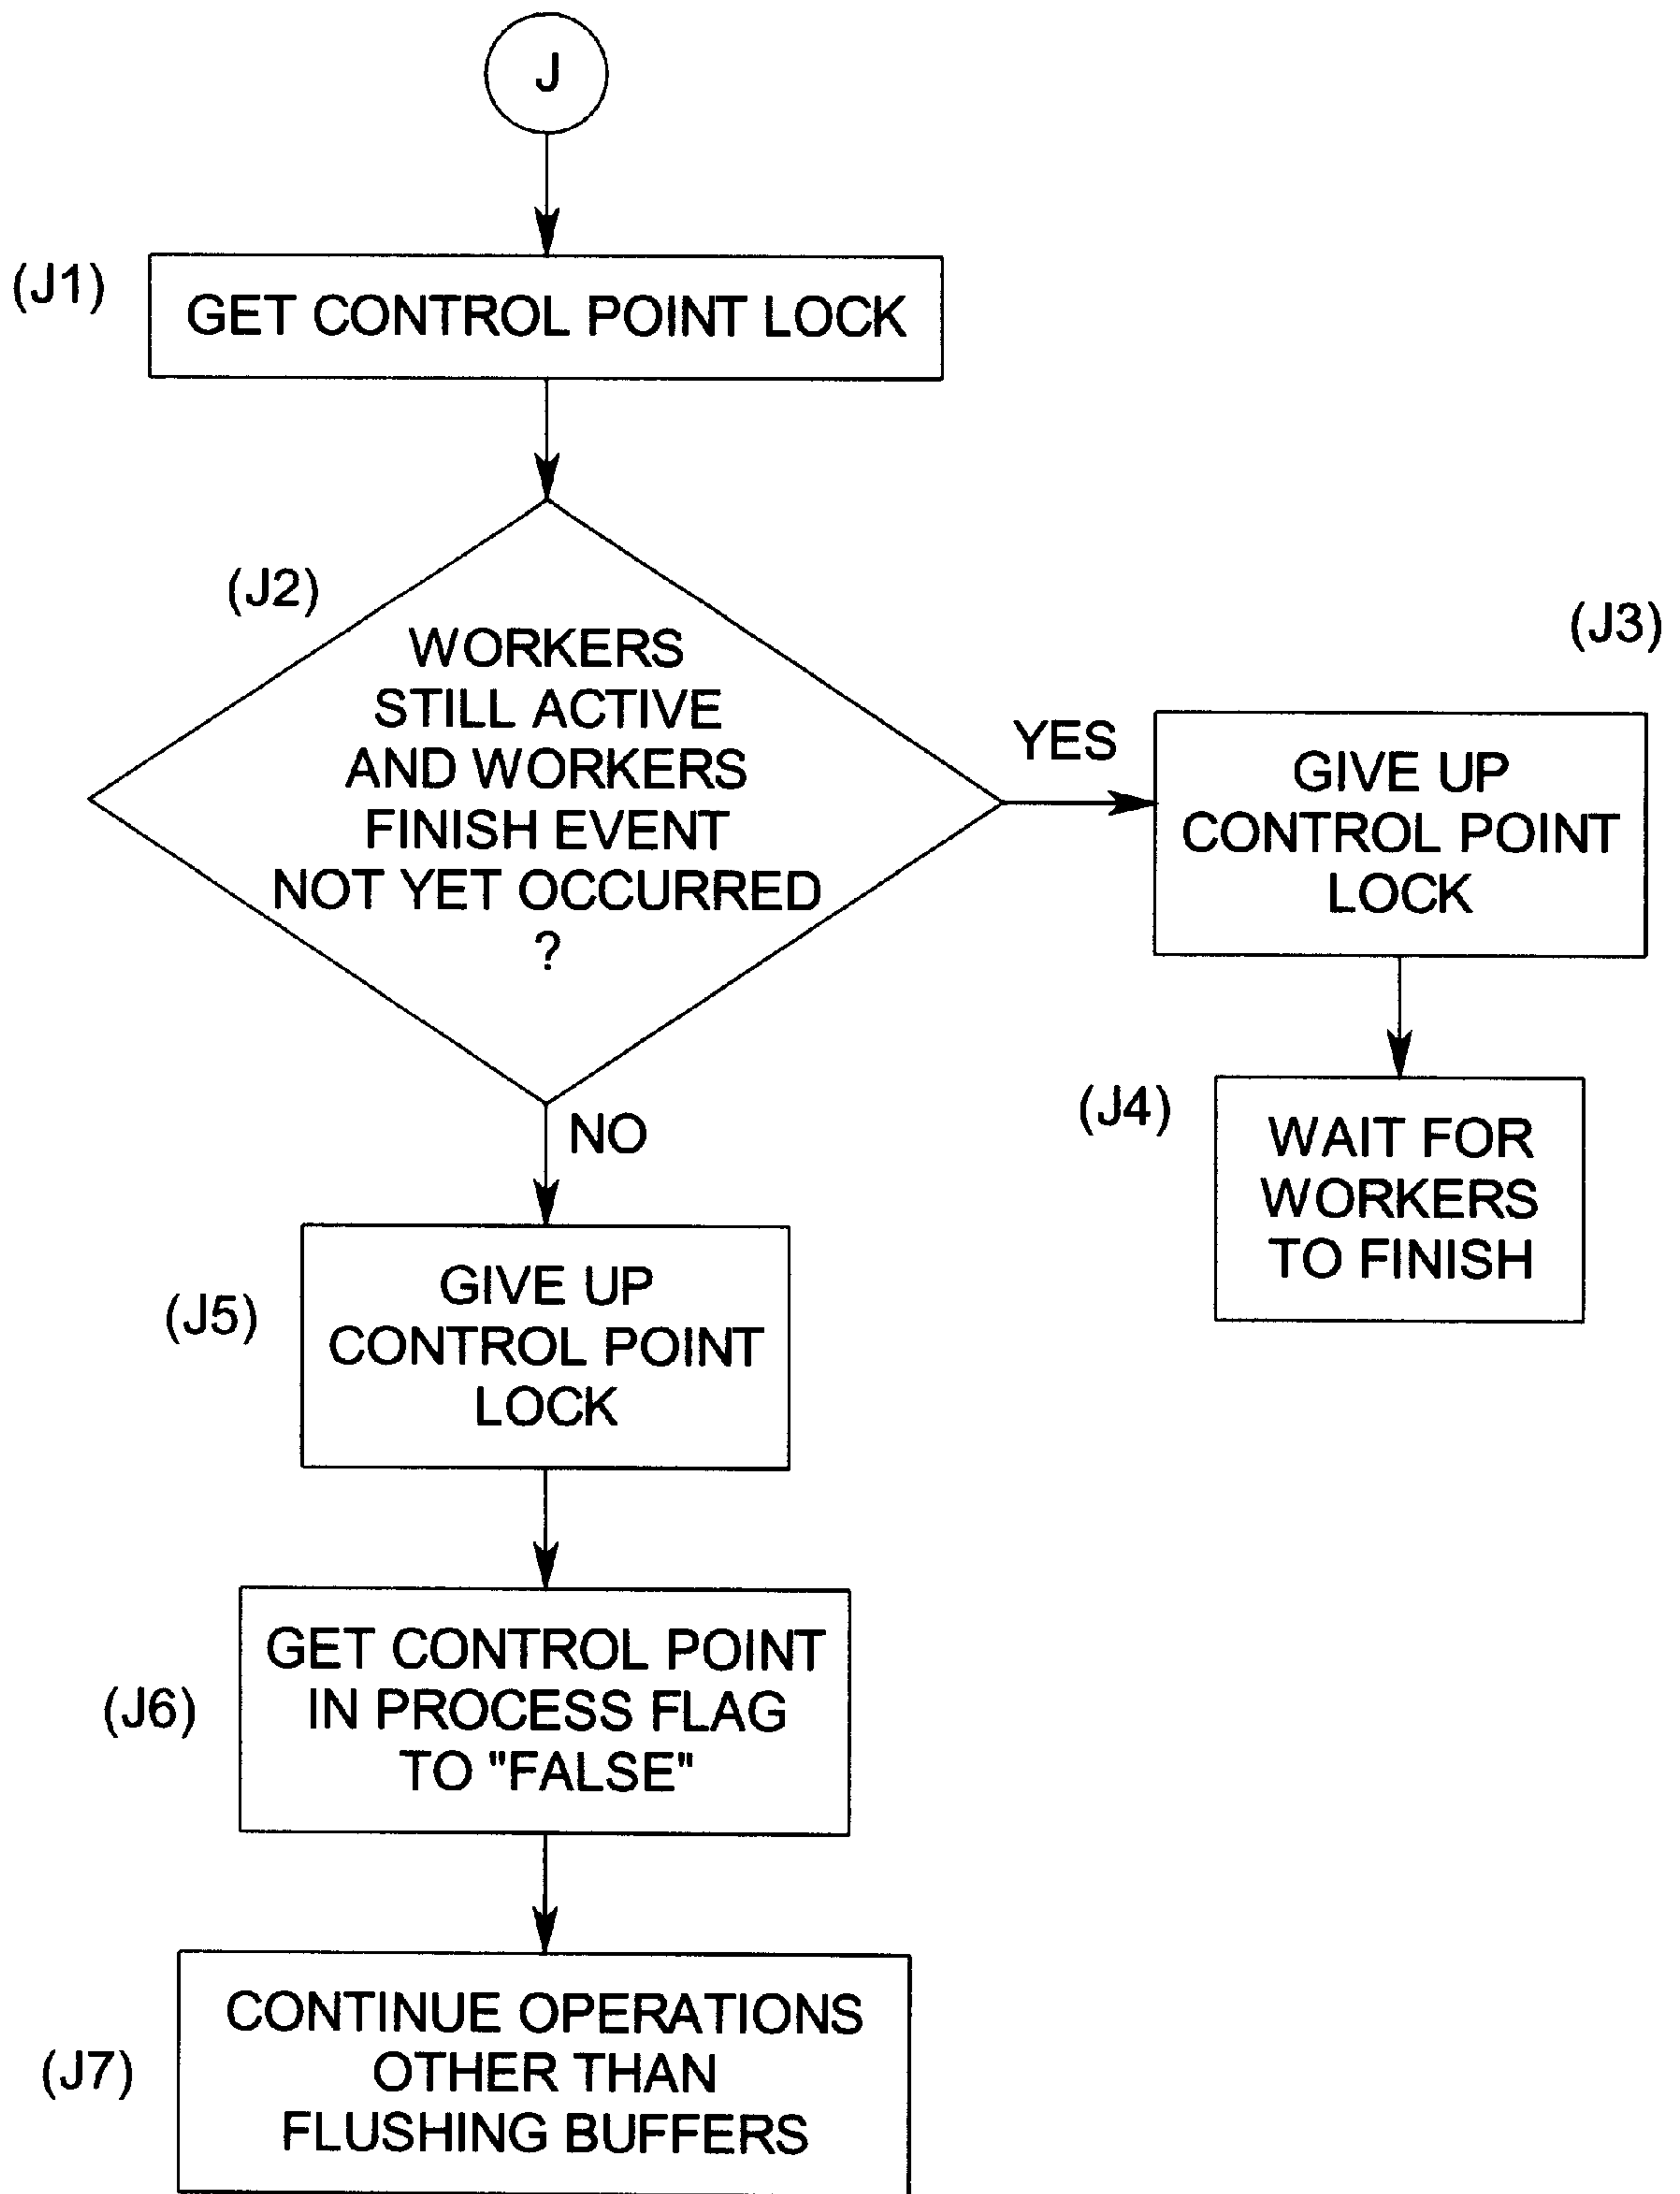 J
(J1)
GET CONTROL POINT LOCK
(J2)
WORKERS
STILL ACTIVE
AND WORKERS
FINISH EVENT
NOT YET OCCURRED
?
YES
(J3)
GIVE UP
CONTROL POINT
LOCK
(J4)
WAIT FOR
WORKERS
TO FINISH
NO
(J5)
GIVE UP
CONTROL POINT
LOCK
(J6)
GET CONTROL POINT
IN PROCESS FLAG
TO "FALSE"
(J7)
CONTINUE OPERATIONS
OTHER THAN
FLUSHING BUFFERS